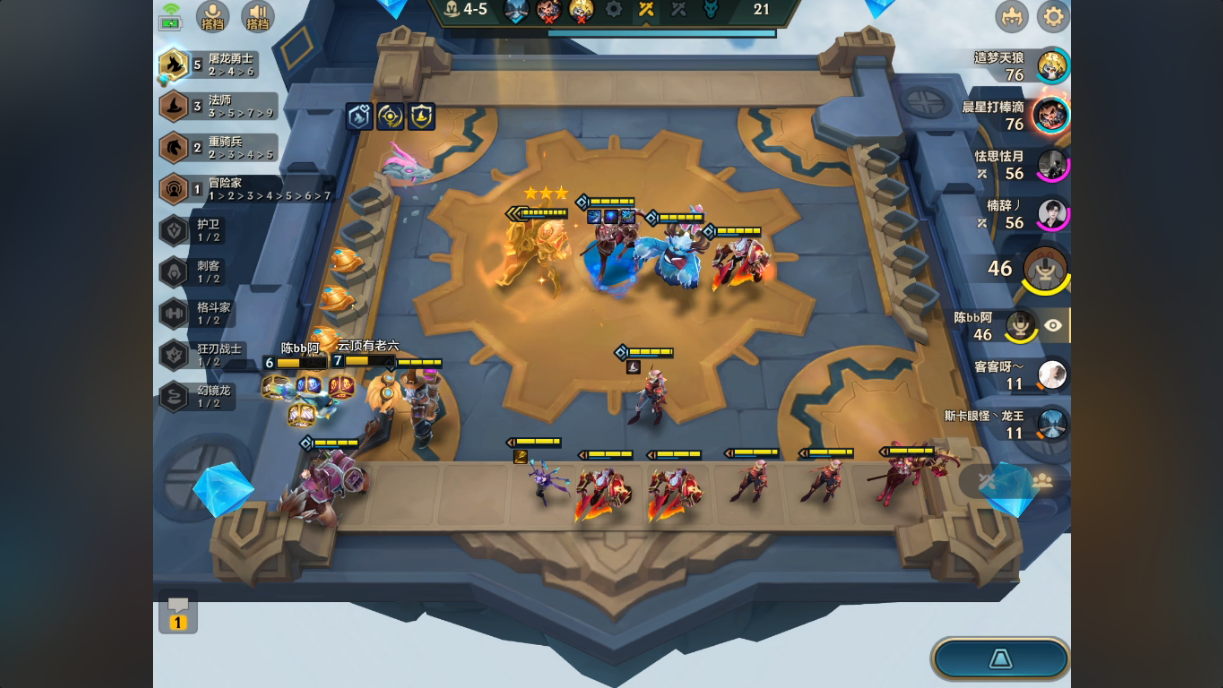 搭档
搭档
4-5
21
5
屠龙勇士
2 > 4 > 6
3
法师
3 > 5 > 7 > 9
2
重骑兵
2 > 3 > 4 > 5
1
冒险家
1 > 2 > 3 > 4 > 5 > 6 > 7
护卫
1 / 2
刺客
1 / 2
格斗家
1 / 2
狂刃战士
1 / 2
幻镜龙
1 / 2
造梦天狼
76
晨星打棒滴
76
怯思怯月
56
楠辞丿
56
46
陈bb阿
46
客客呀～
11
斯卡眼怪丶龙王
11
陈bb阿
6
云顶有老六
7
1